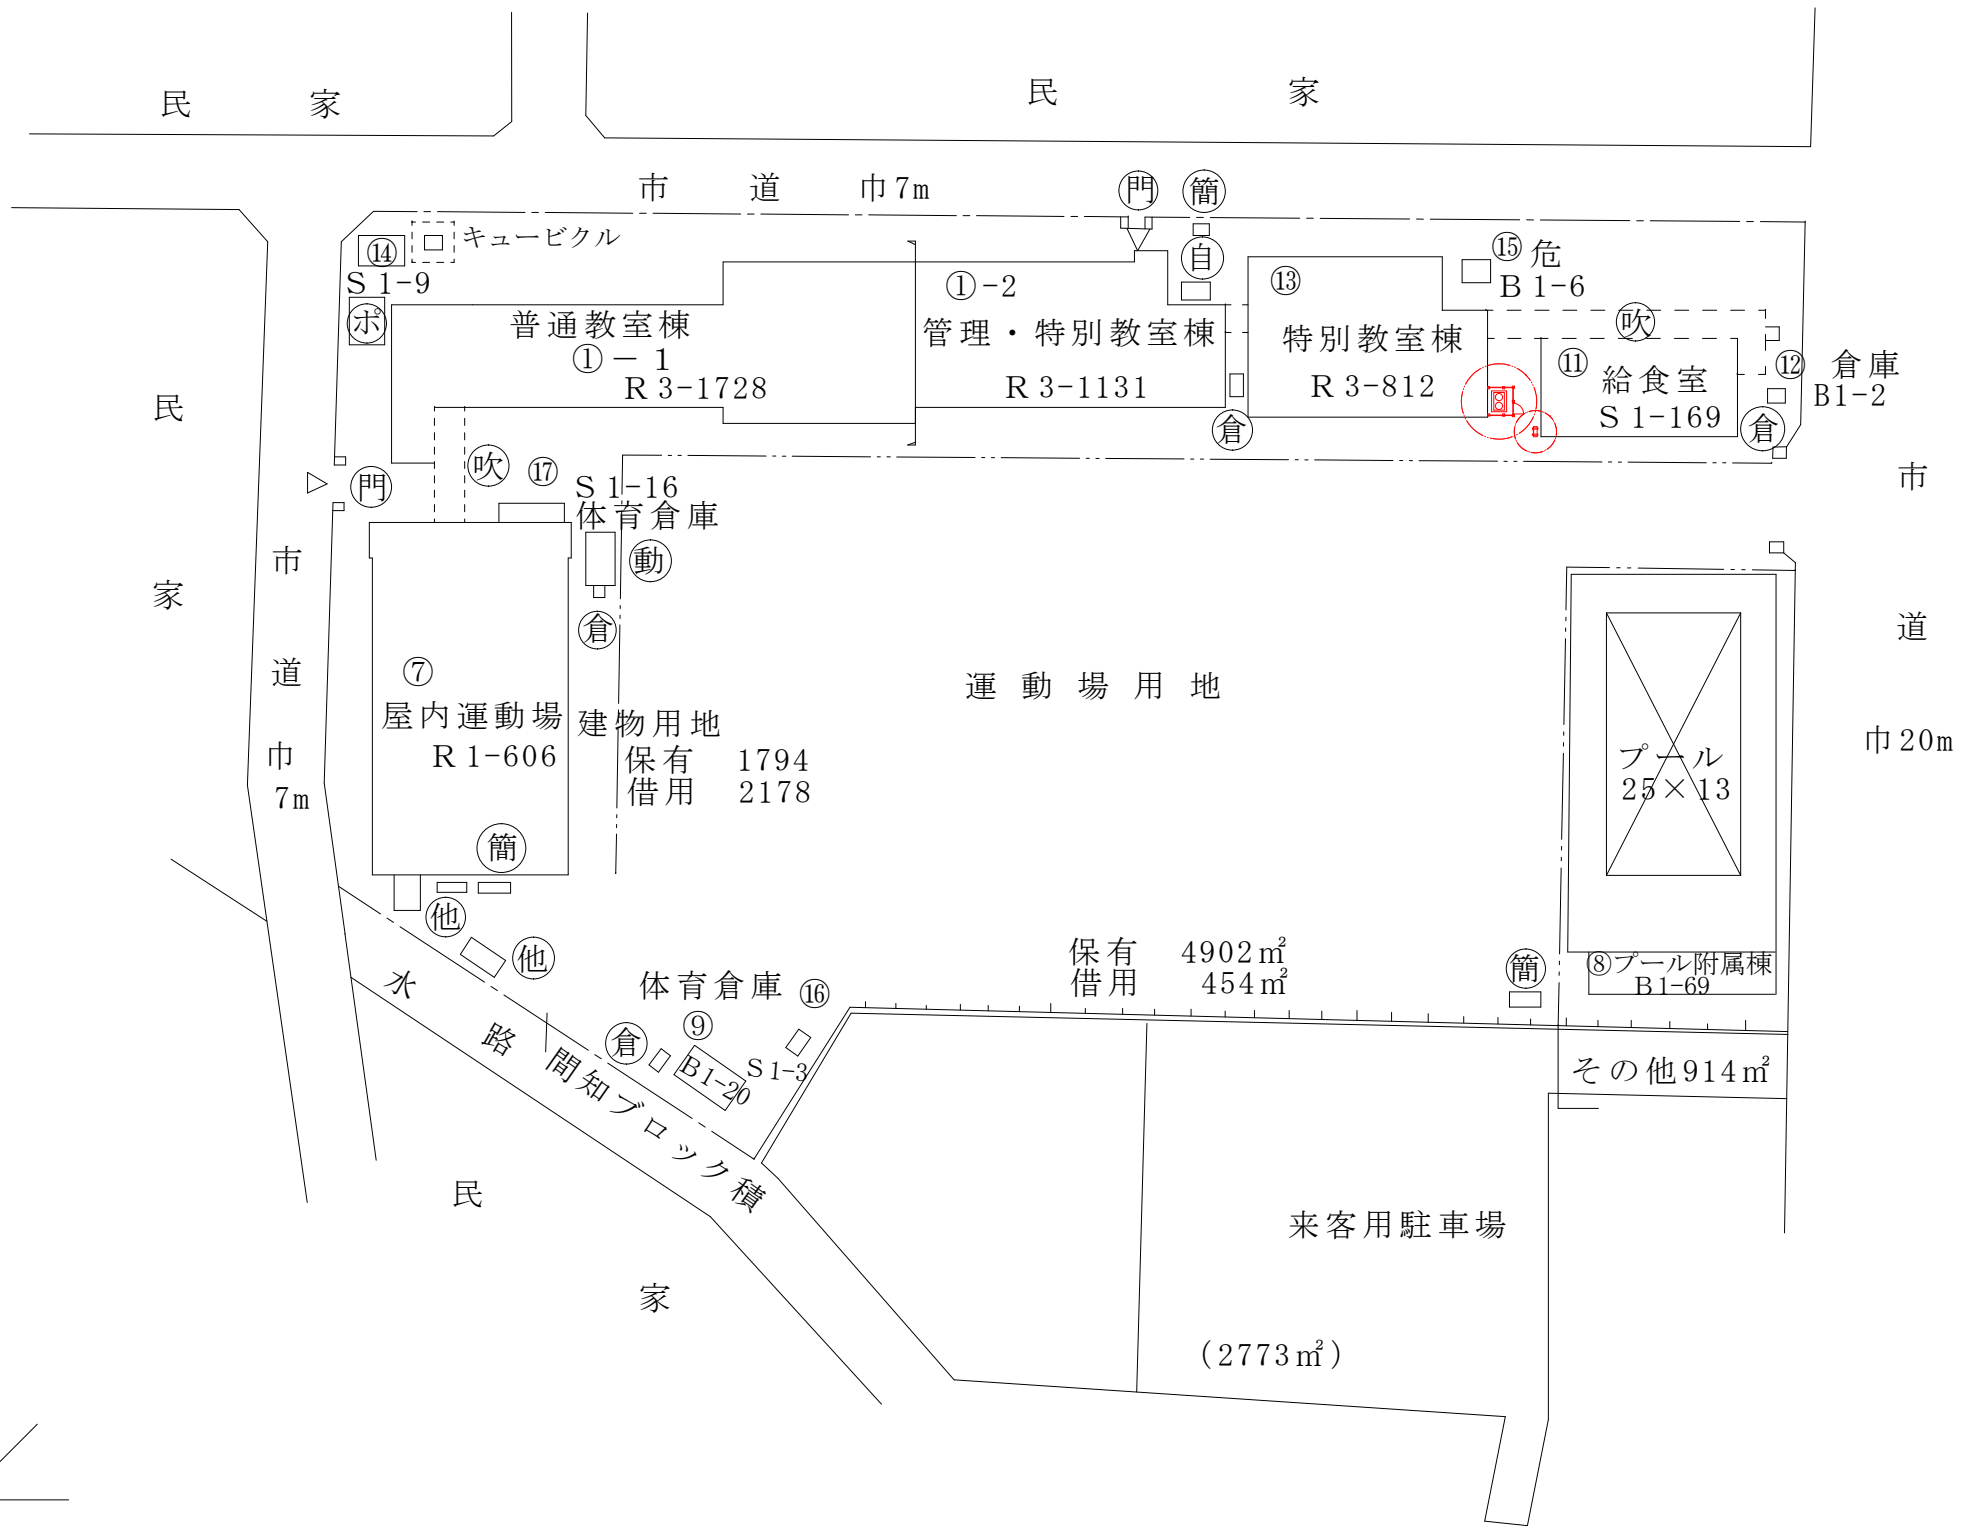 民　家
民　家
市　道　巾7m
門
簡
⑭
キュービクル
S 1-9
ポ
普通教室棟
①－１
R 3-1728
①-2
管理・特別教室棟
R 3-1131
自
⑬
特別教室棟
R 3-812
⑮ 危
B 1-6
吹
⑪
給食室
S 1-169
⑫ 倉庫
B1-2
倉
倉
民
家
門
吹
⑰
S 1-16
体育倉庫
動
倉
市
道
巾
7m
⑦
屋内運動場
R 1-606
建物用地
保有　1794
借用　2178
運動場用地
市
道
巾20m
プール
25×13
簡
他
他
保有　4902㎡
借用　454㎡
簡
⑧プール附属棟
B1-69
体育倉庫 ⑯
⑨
倉
B1-20
S 1-3
水
路
間知ブロック積
その他914㎡
民
家
来客用駐車場
(2773㎡)